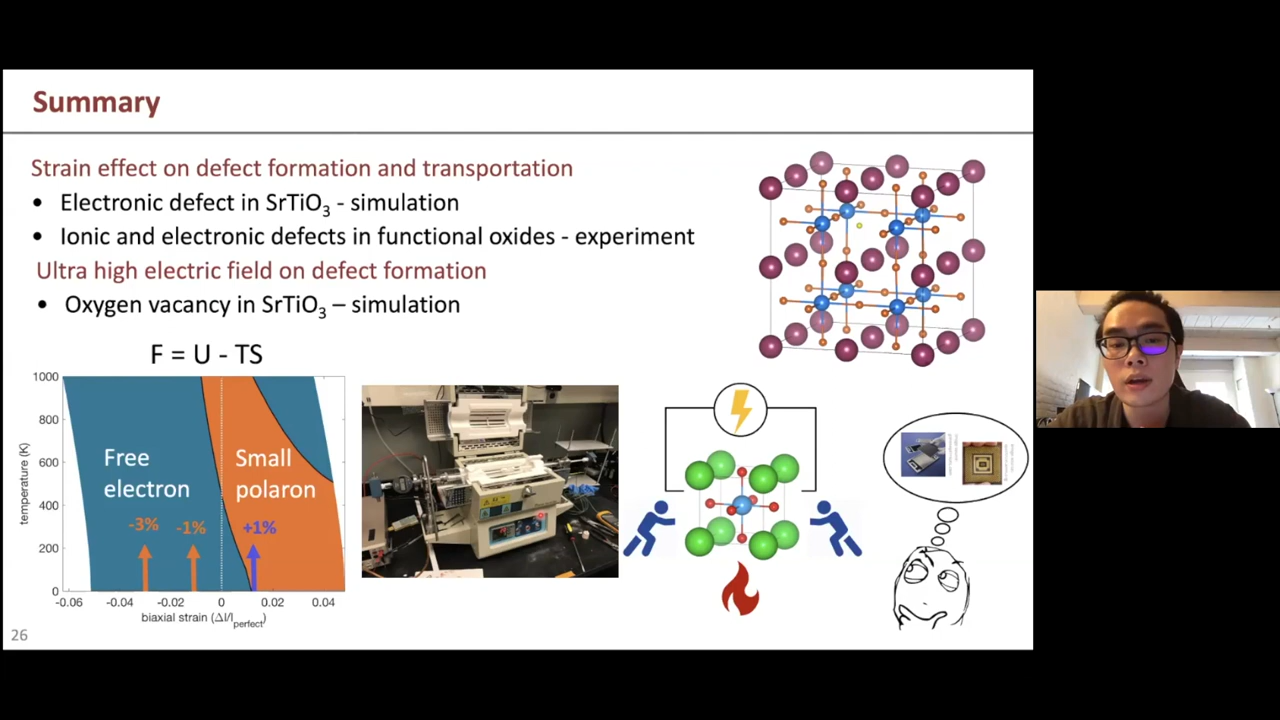 Summary
Strain effect on defect formation and transportation
• Electronic defect in SrTiO₃ - simulation
• Ionic and electronic defects in functional oxides - experiment
Ultra high electric field on defect formation
• Oxygen vacancy in SrTiO₃ – simulation
F = U - TS
1000
800
600
400
200
0
temperature (K)
Free
electron
Small
polaron
-3%
-1%
+1%
-0.06
-0.04
-0.02
0
0.02
0.04
biaxial strain (Δl/l_perfect)
26